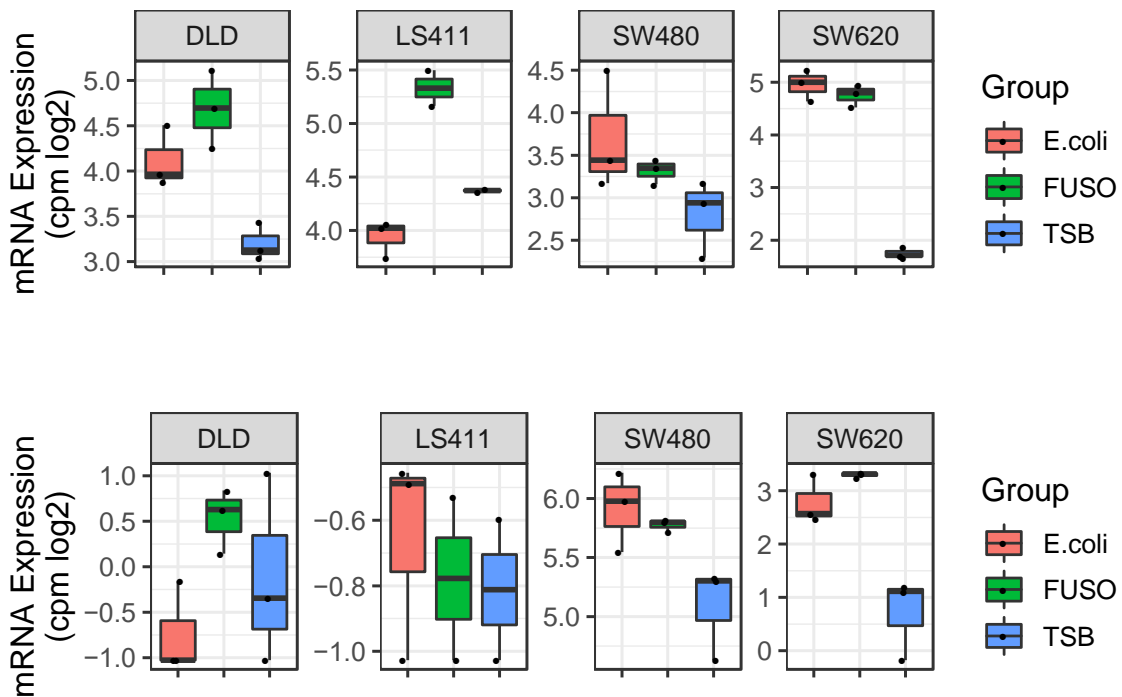 DLD LS411 SW480 SW620
mRNA Expression
(cpm log2)
5.0
4.5
4.0
3.5
3.0
5.5
5.0
4.5
4.0
4.5
4.0
3.5
3.0
2.5
5
4
3
2
Group
E.coli
FUSO
TSB
DLD LS411 SW480 SW620
mRNA Expression
(cpm log2)
1.0
0.5
0.0
−0.5
−1.0
−0.6
−0.8
−1.0
6.0
5.5
5.0
3
2
1
0
Group
E.coli
FUSO
TSB